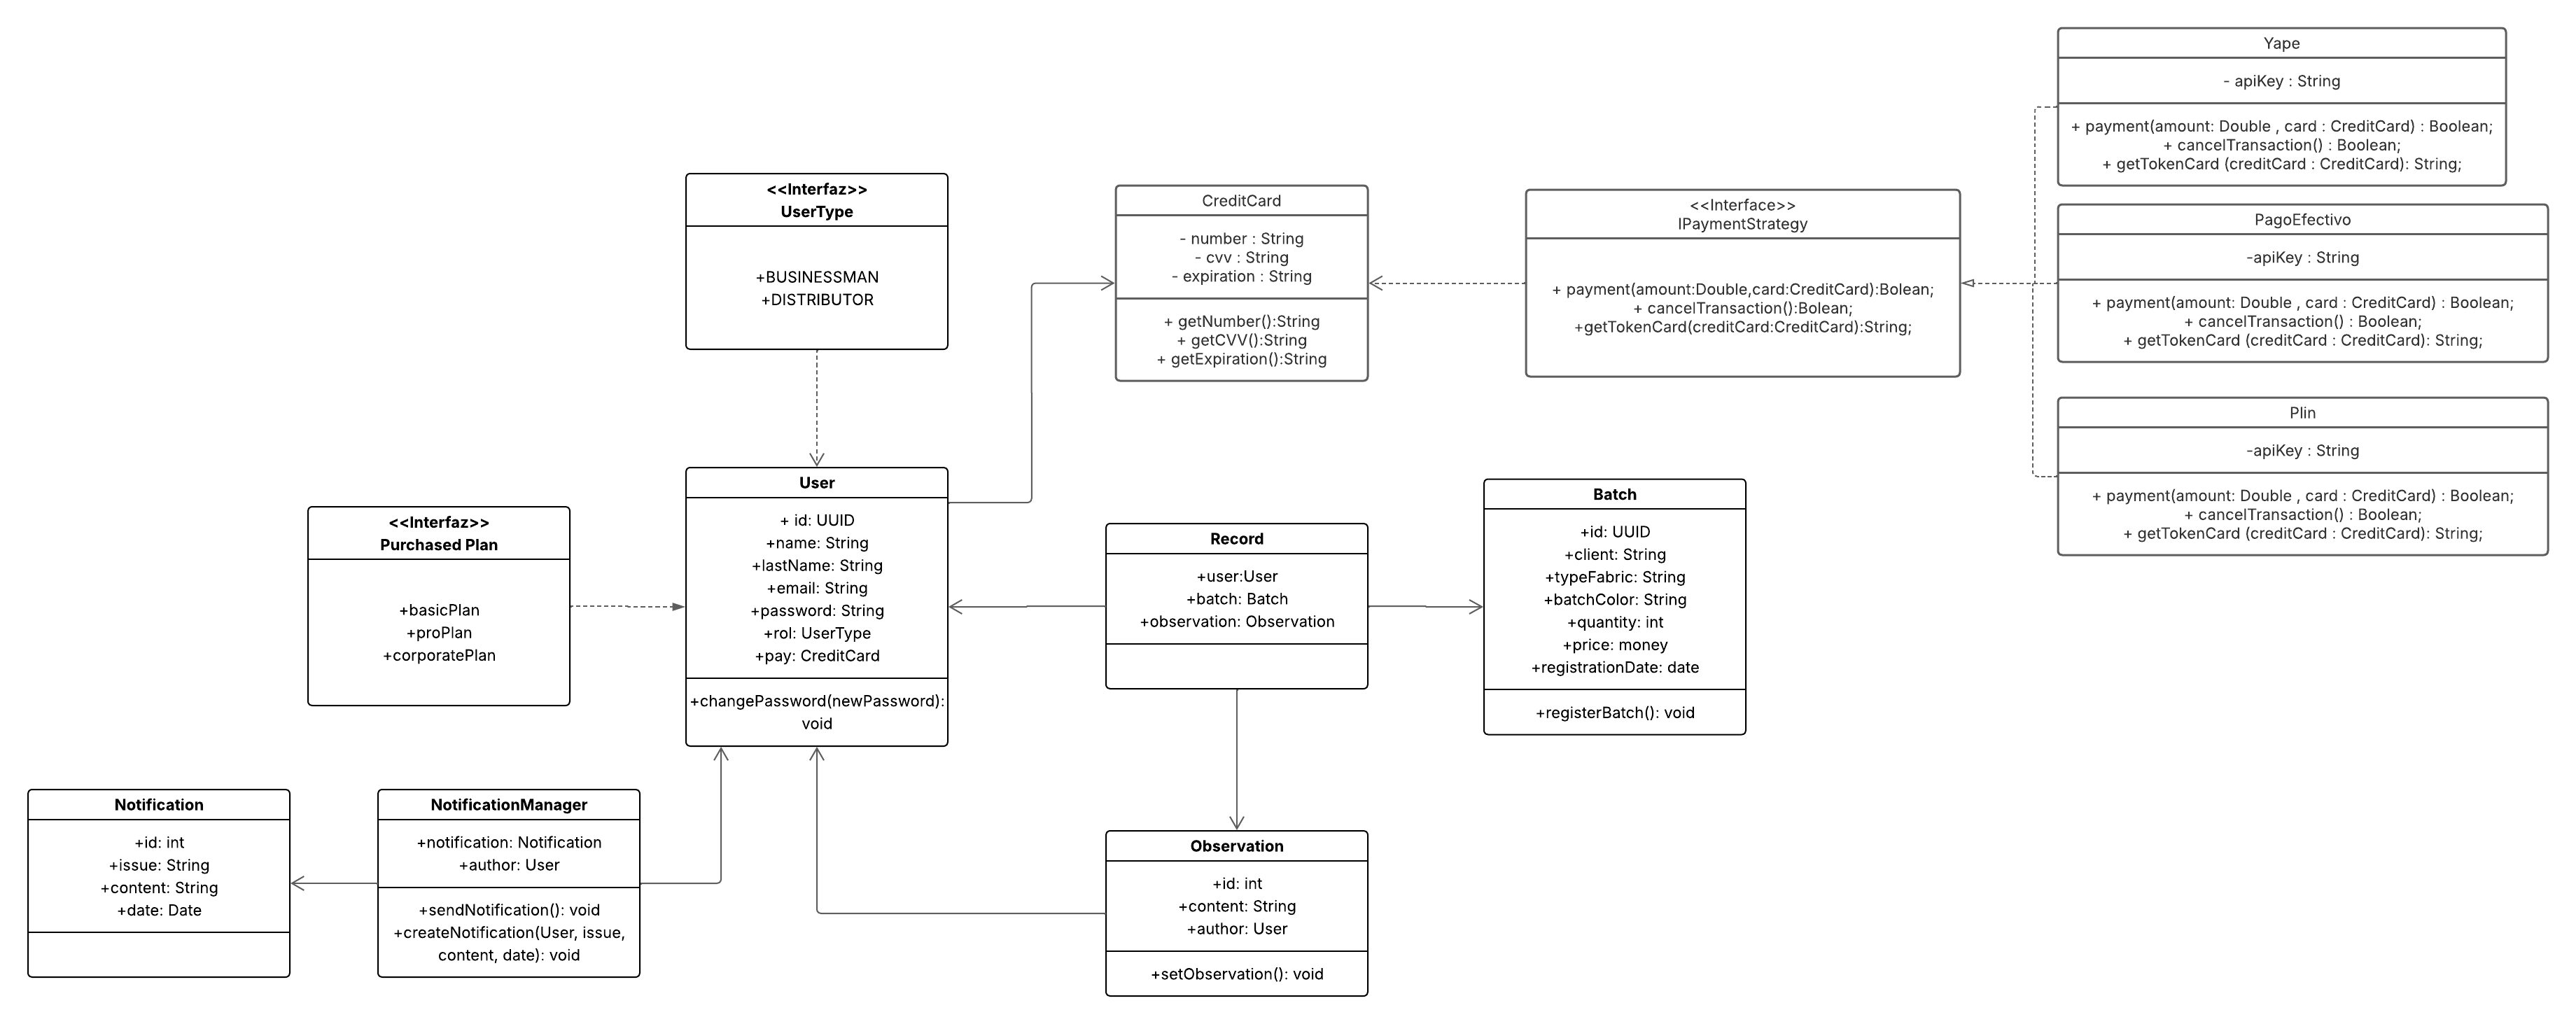 Yape
- apiKey : String
+ payment(amount: Double , card : CreditCard) : Boolean;
+ cancelTransaction() : Boolean;
+ getTokenCard (creditCard : CreditCard): String;
<<Interfaz>>
UserType
+BUSINESSMAN
+DISTRIBUTOR
CreditCard
- number : String
- cvv : String
- expiration : String
+ getNumber():String
+ getCVV():String
+ getExpiration():String
<<Interface>>
IPaymentStrategy
+ payment(amount:Double,card:CreditCard):Bolean;
+ cancelTransaction():Bolean;
+getTokenCard(creditCard:CreditCard):String;
PagoEfectivo
-apiKey : String
+ payment(amount: Double , card : CreditCard) : Boolean;
+ cancelTransaction() : Boolean;
+ getTokenCard (creditCard : CreditCard): String;
Plin
-apiKey : String
+ payment(amount: Double , card : CreditCard) : Boolean;
+ cancelTransaction() : Boolean;
+ getTokenCard (creditCard : CreditCard): String;
<<Interfaz>>
Purchased Plan
+basicPlan
+proPlan
+corporatePlan
User
+ id: UUID
+name: String
+lastName: String
+email: String
+password: String
+rol: UserType
+pay: CreditCard
+changePassword(newPassword):
void
Record
+user:User
+batch: Batch
+observation: Observation
Batch
+id: UUID
+client: String
+typeFabric: String
+batchColor: String
+quantity: int
+price: money
+registrationDate: date
+registerBatch(): void
Notification
+id: int
+issue: String
+content: String
+date: Date
NotificationManager
+notification: Notification
+author: User
+sendNotification(): void
+createNotification(User, issue,
content, date): void
Observation
+id: int
+content: String
+author: User
+setObservation(): void